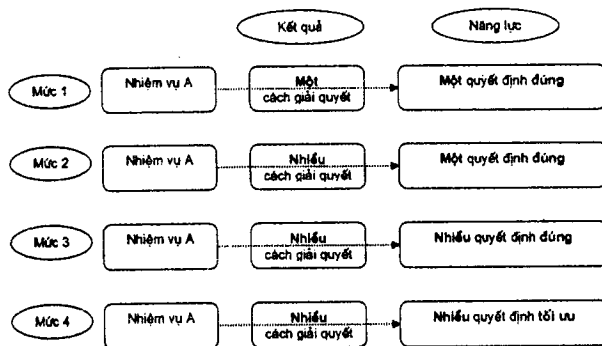 Kết quả Năng lực
Mức 1 Nhiệm vụ A Một cách giải quyết Một quyết định đúng
Mức 2 Nhiệm vụ A Nhiều cách giải quyết Một quyết định đúng
Mức 3 Nhiệm vụ A Nhiều cách giải quyết Nhiều quyết định đúng
Mức 4 Nhiệm vụ A Nhiều cách giải quyết Nhiều quyết định tối ưu